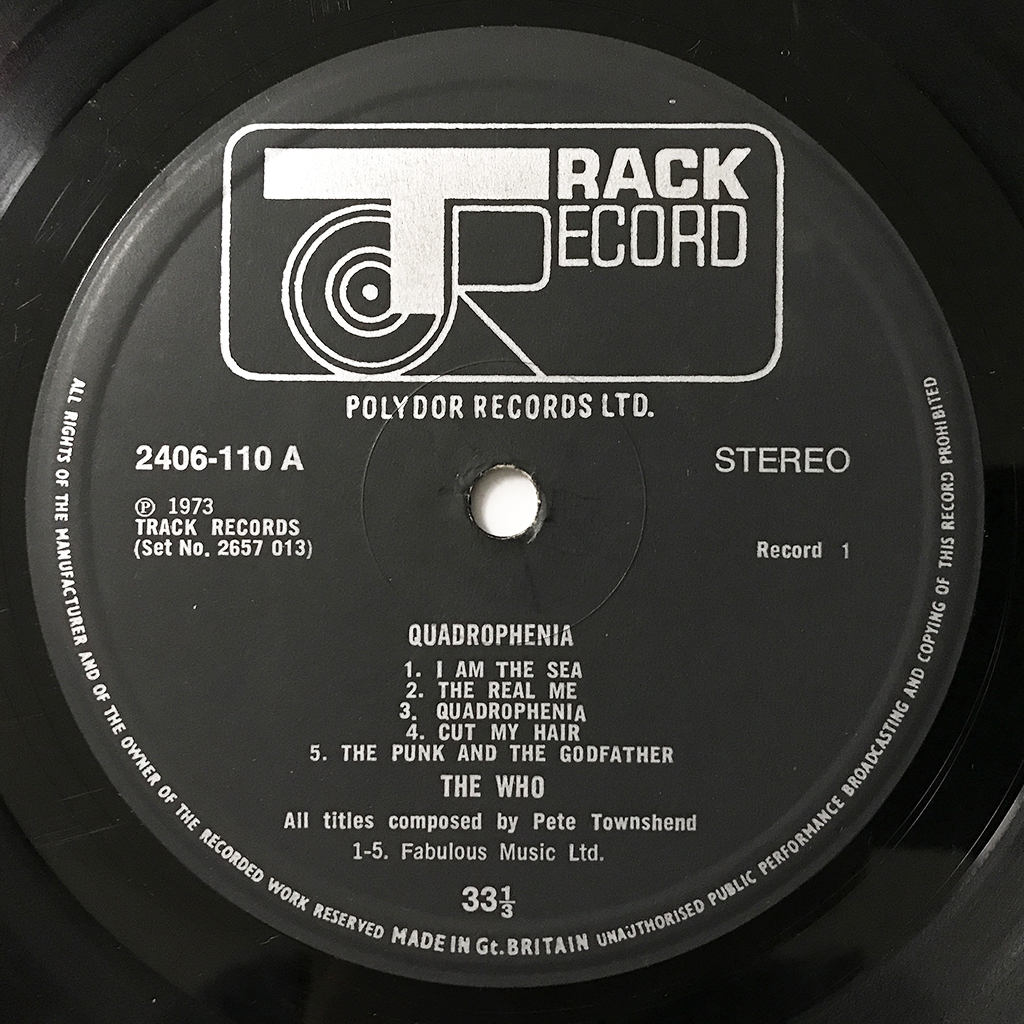 TRACK
RECORD
POLYDOR RECORDS LTD.
2406-110 A
STEREO
℗ 1973
TRACK RECORDS
(Set No. 2657 013)
Record 1
QUADROPHENIA
1. I AM THE SEA
2. THE REAL ME
3. QUADROPHENIA
4. CUT MY HAIR
5. THE PUNK AND THE GODFATHER
THE WHO
All titles composed by Pete Townshend
1-5. Fabulous Music Ltd.
33⅓
ALL RIGHTS OF THE MANUFACTURER AND OF THE OWNER OF THE RECORDED WORK RESERVED MADE IN Gt. BRITAIN UNAUTHORISED PUBLIC PERFORMANCE BROADCASTING AND COPYING OF THIS RECORD PROHIBITED